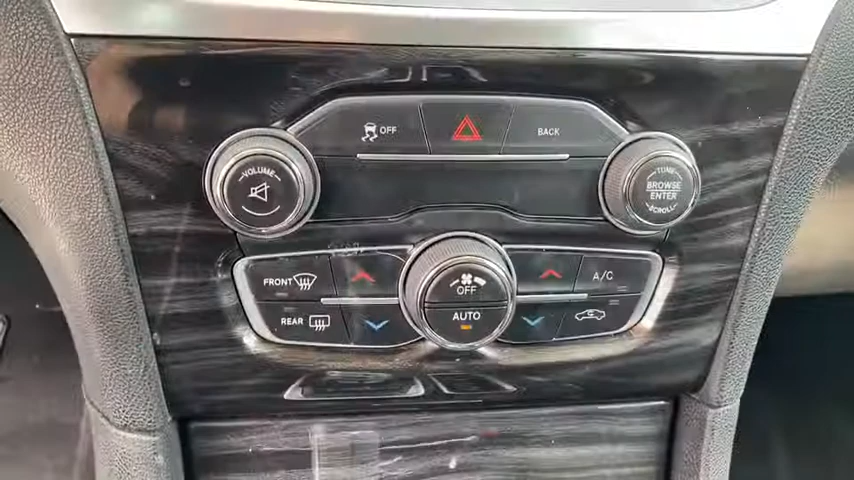 OFF
BACK
VOLUME
TUNE
BROWSE
ENTER
SCROLL
FRONT
OFF
A/C
REAR
AUTO